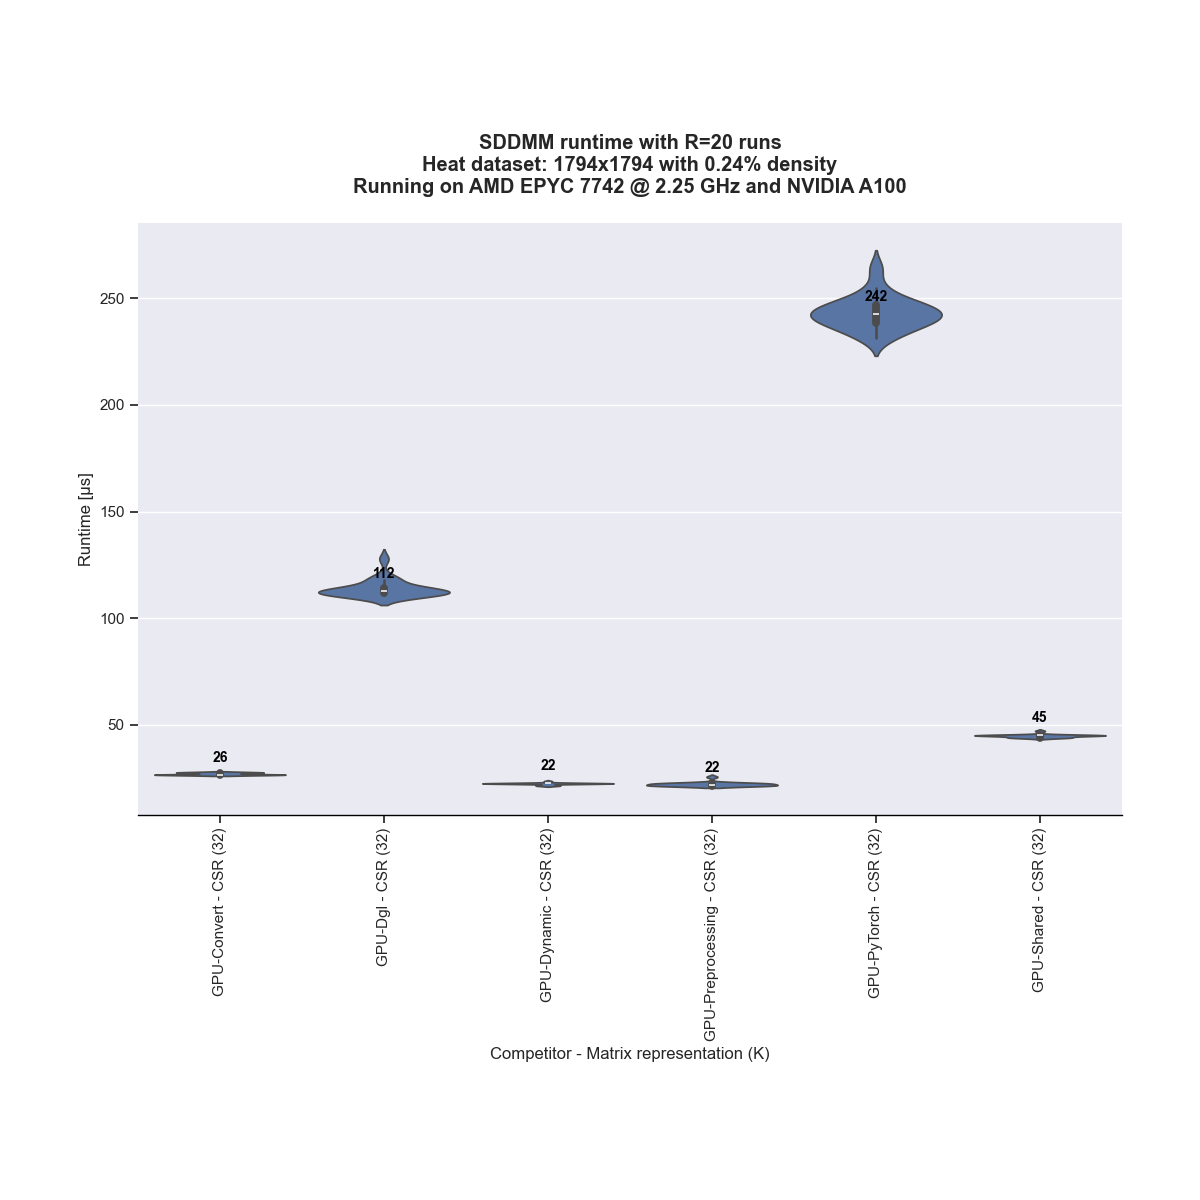 SDDMM runtime with R=20 runs
Heat dataset: 1794x1794 with 0.24% density
Running on AMD EPYC 7742 @ 2.25 GHz and NVIDIA A100
Runtime [μs]
250
200
150
100
50
26
112
22
22
242
45
GPU-Convert - CSR (32)
GPU-Dgl - CSR (32)
GPU-Dynamic - CSR (32)
GPU-Preprocessing - CSR (32)
GPU-PyTorch - CSR (32)
GPU-Shared - CSR (32)
Competitor - Matrix representation (K)